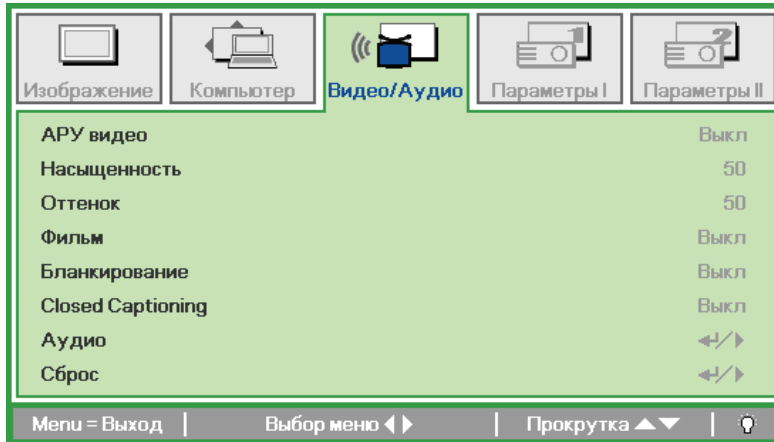 Изображение
Компьютер
Видео/Аудио
Параметры I
Параметры II
АРУ видео Выкл
Насыщенность 50
Оттенок 50
Фильм Выкл
Бланкирование Выкл
Closed Captioning Выкл
Аудио
Сброс
Menu = Выход Выбор меню Прокрутка